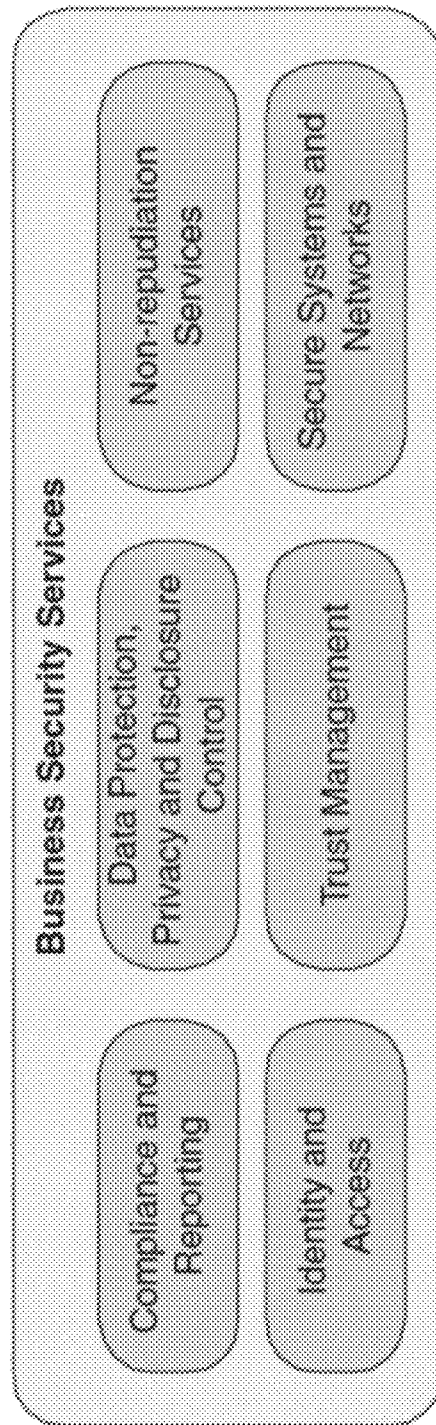 Business Security Services
Compliance and
Reporting
Data Protection,
Privacy and Disclosure
Control
Non-repudiation
Services
Identity and
Access
Trust Management
Secure Systems and
Networks